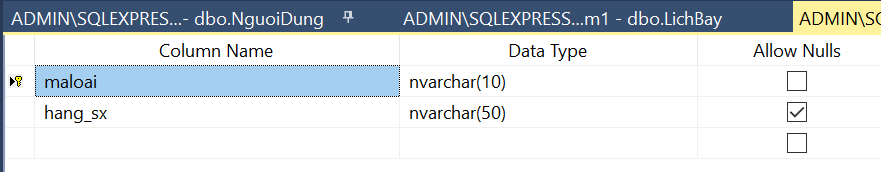 ADMIN\SQLEXPRES...- dbo.NguoiDung ADMIN\SQLEXPRESS...m1 - dbo.LichBay ADMIN\SQ
Column Name Data Type Allow Nulls
maloai nvarchar(10)
hang_sx nvarchar(50)